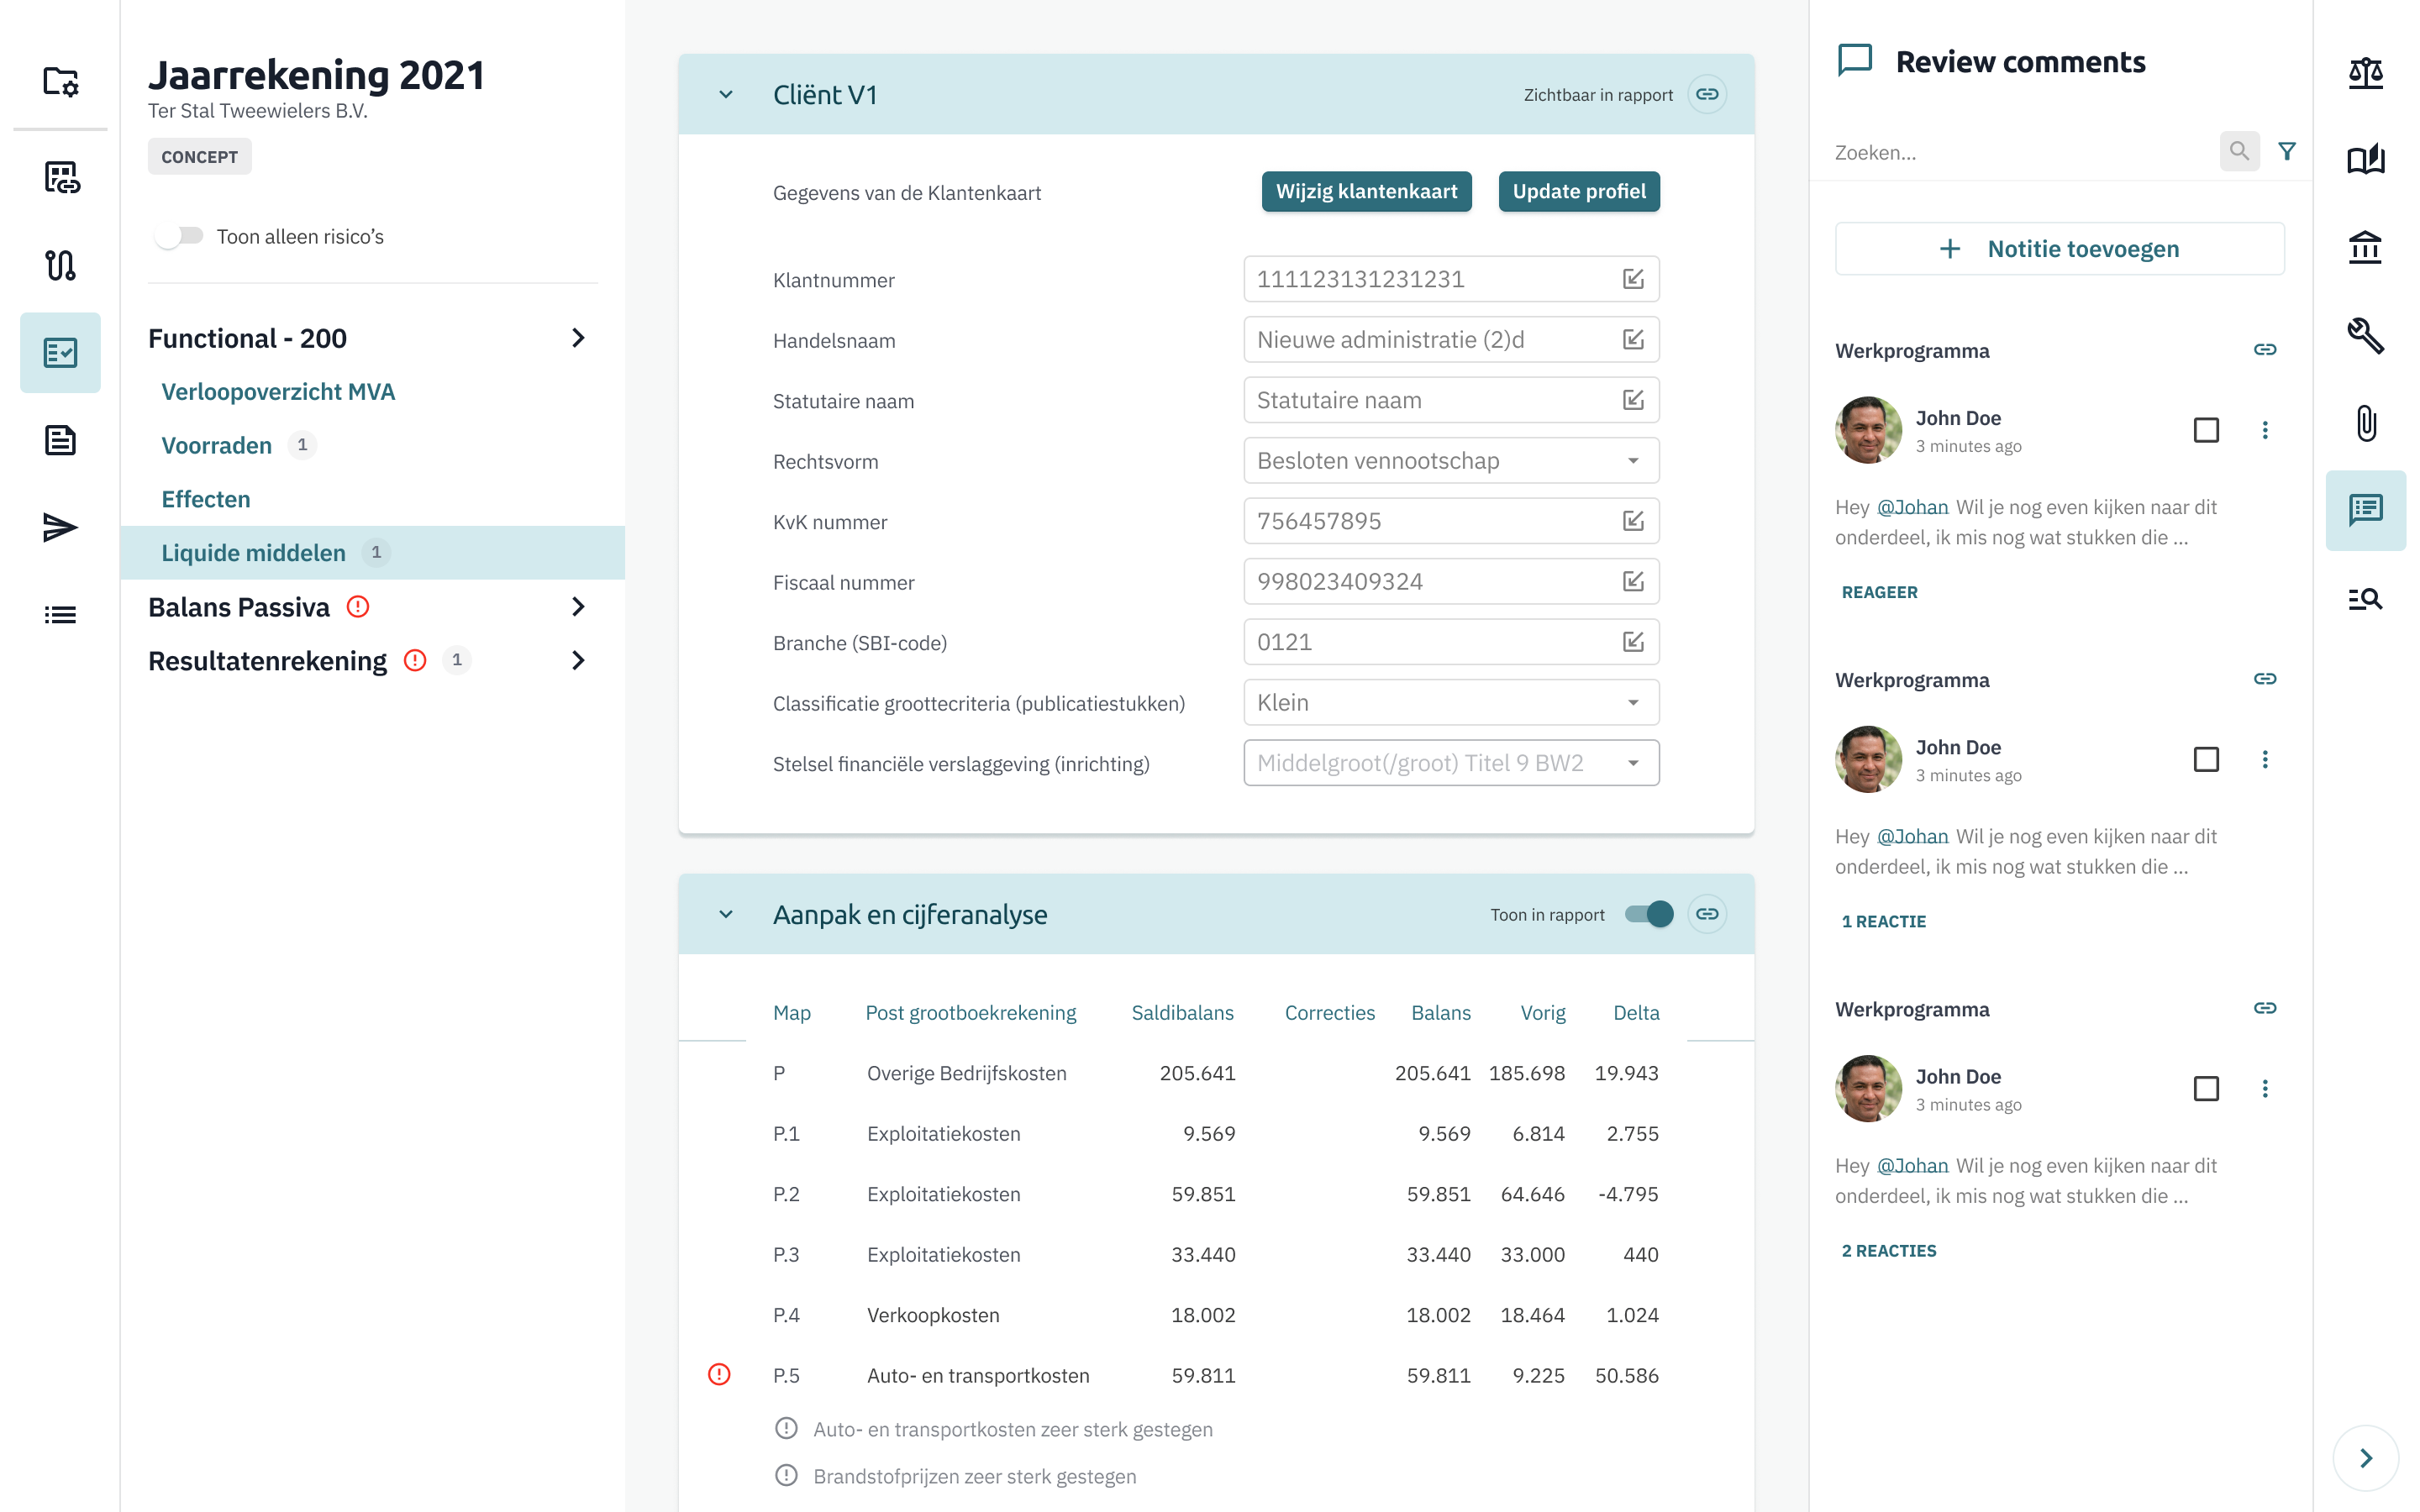 Jaarrekening 2021
Ter Stal Tweewielers B.V.
CONCEPT
Toon alleen risico’s
Functional - 200
Verloopoverzicht MVA
Voorraden 1
Effecten
Liquide middelen 1
Balans Passiva
Resultatenrekening 1
Cliënt V1 Zichtbaar in rapport
Gegevens van de Klantenkaart Wijzig klantenkaart Update profiel
Klantnummer 111123131231231
Handelsnaam Nieuwe administratie (2)d
Statutaire naam Statutaire naam
Rechtsvorm Besloten vennootschap
KvK nummer 756457895
Fiscaal nummer 998023409324
Branche (SBI-code) 0121
Classificatie groottecriteria (publicatiestukken) Klein
Stelsel financiële verslaggeving (inrichting) Middelgroot(/groot) Titel 9 BW2
Aanpak en cijferanalyse Toon in rapport
Map Post grootboekrekening Saldibalans Correcties Balans Vorig Delta
P Overige Bedrijfskosten 205.641 205.641 185.698 19.943
P.1 Exploitatiekosten 9.569 9.569 6.814 2.755
P.2 Exploitatiekosten 59.851 59.851 64.646 -4.795
P.3 Exploitatiekosten 33.440 33.440 33.000 440
P.4 Verkoopkosten 18.002 18.002 18.464 1.024
P.5 Auto- en transportkosten 59.811 59.811 9.225 50.586
Auto- en transportkosten zeer sterk gestegen
Brandstofprijzen zeer sterk gestegen
Review comments
Zoeken...
Notitie toevoegen
Werkprogramma
John Doe
3 minutes ago
Hey @Johan Wil je nog even kijken naar dit
onderdeel, ik mis nog wat stukken die ...
REAGEER
Werkprogramma
John Doe
3 minutes ago
Hey @Johan Wil je nog even kijken naar dit
onderdeel, ik mis nog wat stukken die ...
1 REACTIE
Werkprogramma
John Doe
3 minutes ago
Hey @Johan Wil je nog even kijken naar dit
onderdeel, ik mis nog wat stukken die ...
2 REACTIES